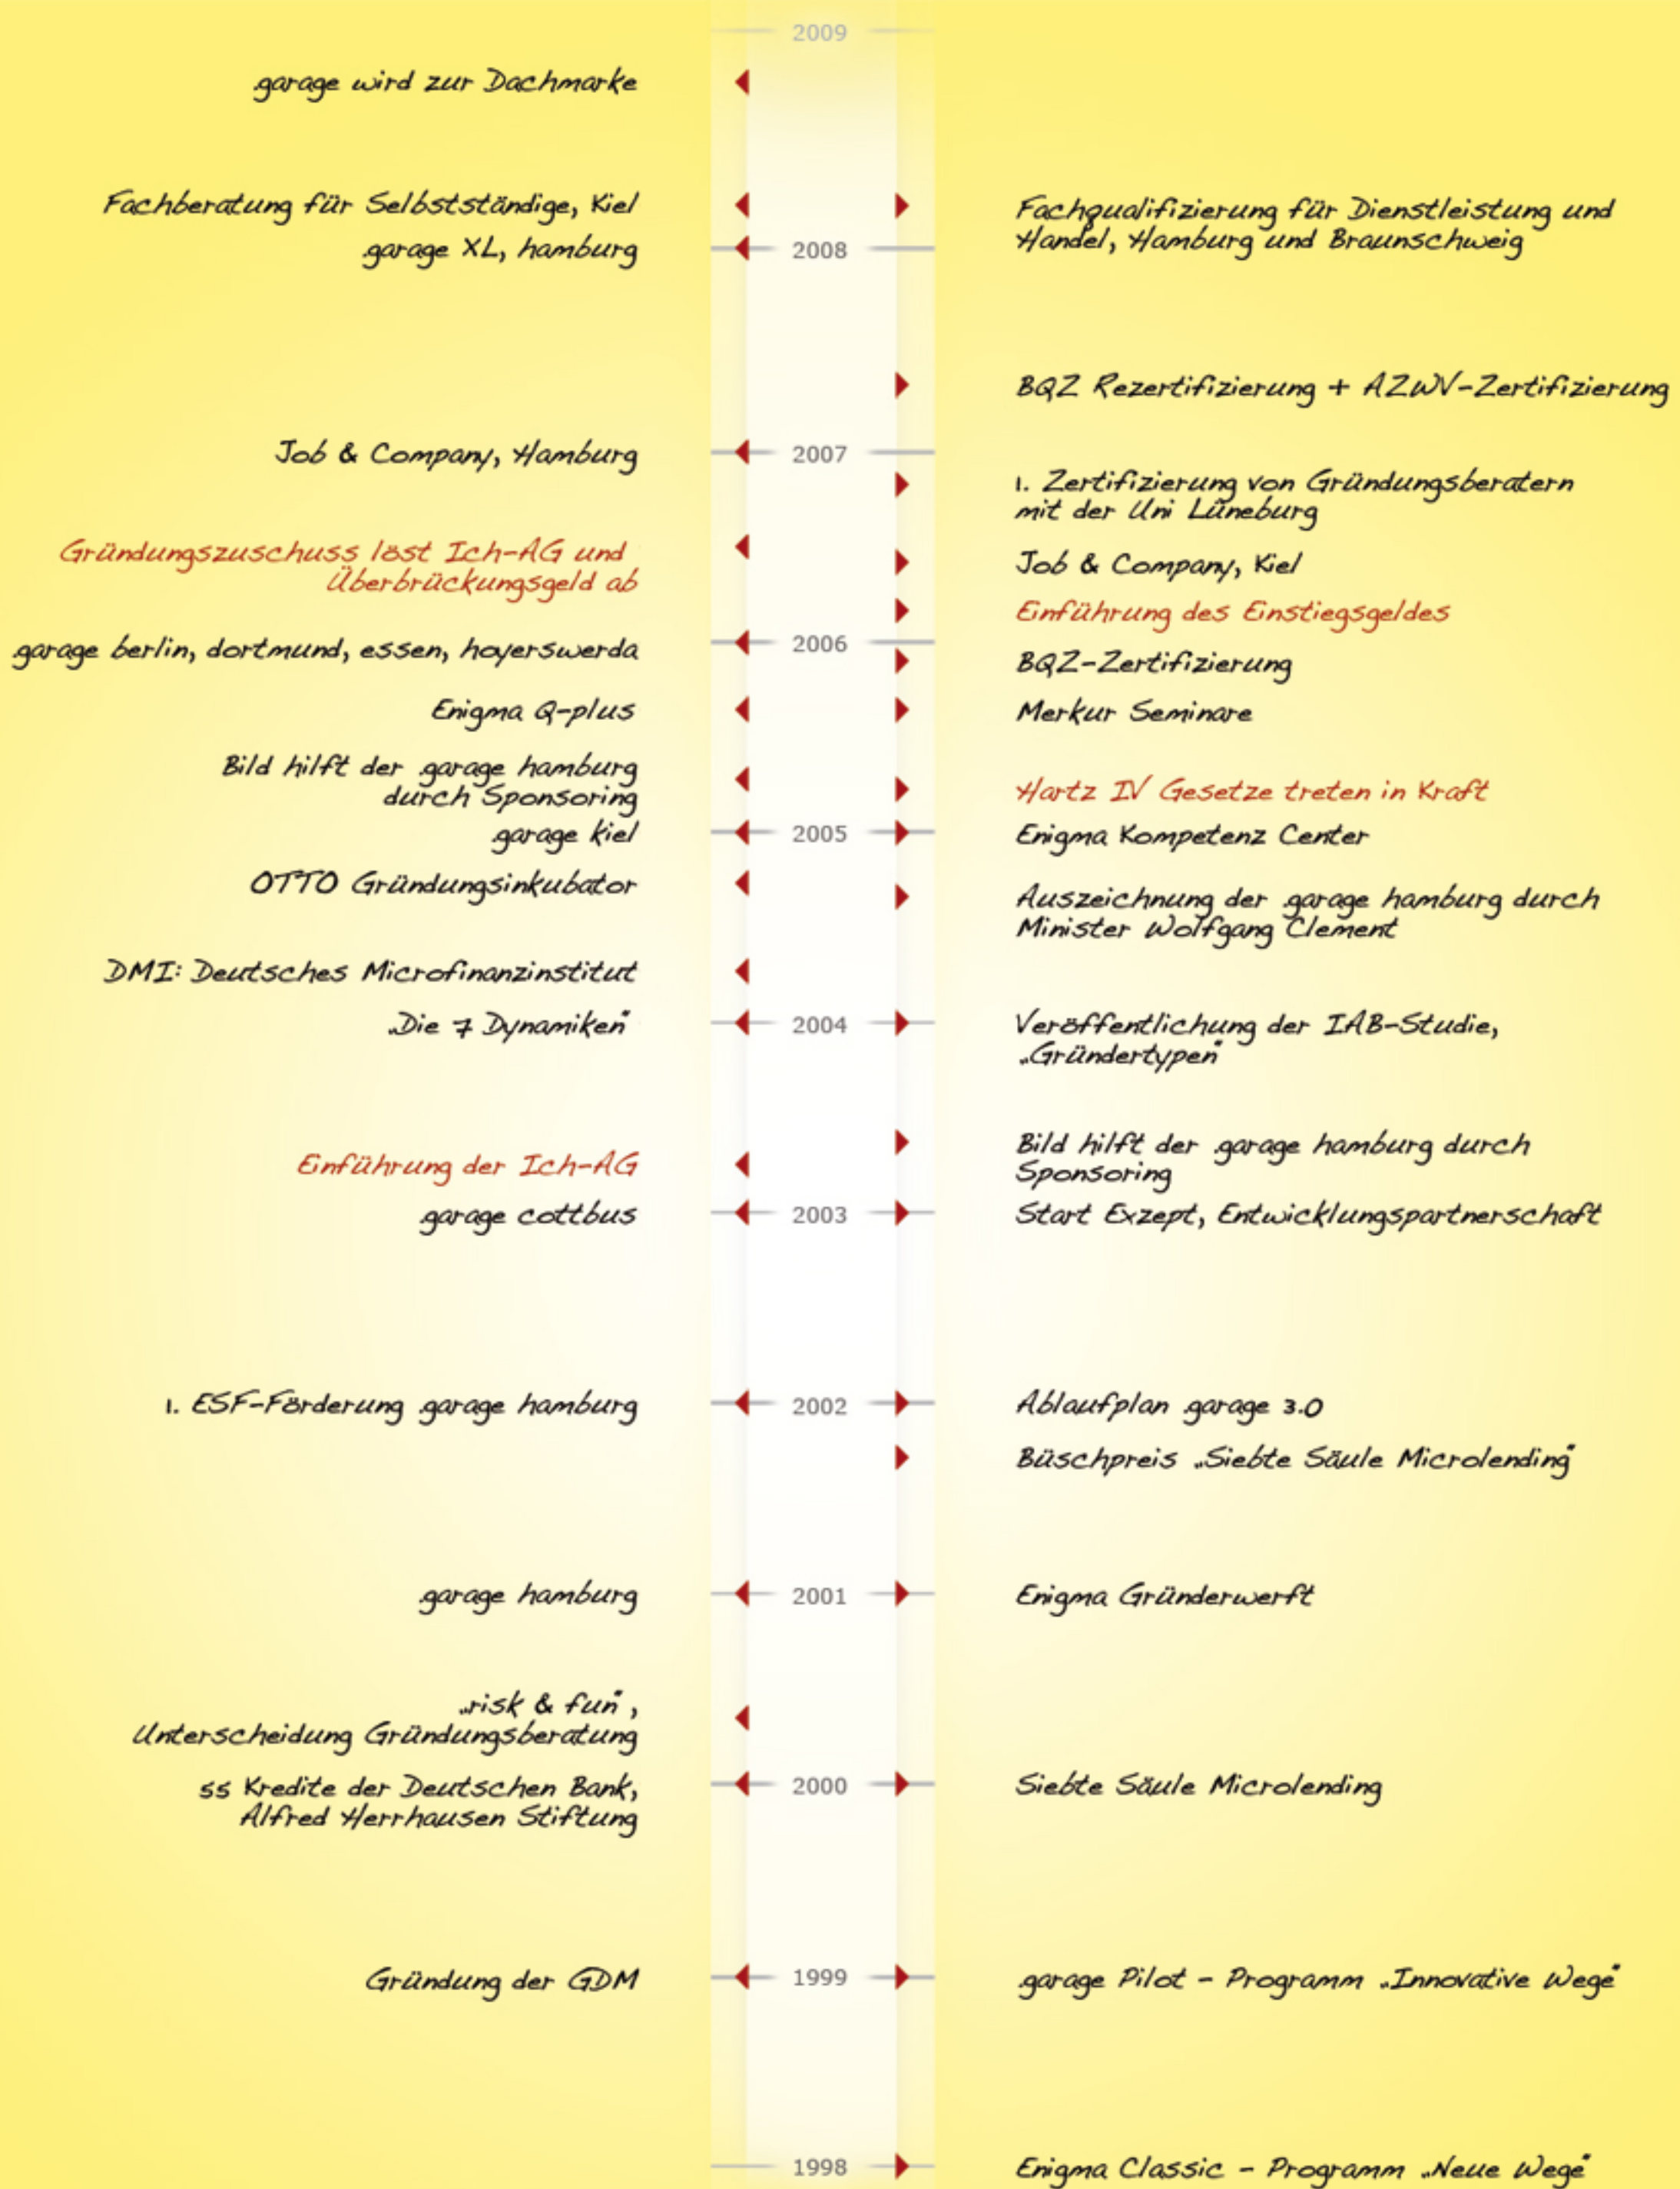 2009
.garage wird zur Dachmarke
Fachberatung für Selbstständige, Kiel
Fachqualifizierung für Dienstleistung und
Handel, Hamburg und Braunschweig
.garage XL, hamburg
2008
BQZ Rezertifizierung + AZWV-Zertifizierung
Job & Company, Hamburg
2007
1. Zertifizierung von Gründungsberatern
mit der Uni Lüneburg
Gründungszuschuss löst Ich-AG und
Überbrückungsgeld ab
Job & Company, Kiel
Einführung des Einstiegsgeldes
.garage berlin, dortmund, essen, hoyerswerda
2006
BQZ-Zertifizierung
Enigma Q-plus
Merkur Seminare
Bild hilft der .garage hamburg
durch Sponsoring
Hartz IV Gesetze treten in Kraft
.garage kiel
2005
Enigma Kompetenz Center
OTTO Gründungsinkubator
Auszeichnung der .garage hamburg durch
Minister Wolfgang Clement
DMI: Deutsches Microfinanzinstitut
„Die 7 Dynamiken“
2004
Veröffentlichung der IAB-Studie,
„Gründertypen“
Bild hilft der .garage hamburg durch
Sponsoring
Einführung der Ich-AG
.garage cottbus
2003
Start Exzept, Entwicklungspartnerschaft
1. ESF-Förderung .garage hamburg
2002
Ablaufplan .garage 3.0
Büschpreis „Siebte Säule Microlending“
.garage hamburg
2001
Enigma Gründerwerft
„risk & fun“,
Unterscheidung Gründungsberatung
55 Kredite der Deutschen Bank,
Alfred Herrhausen Stiftung
2000
Siebte Säule Microlending
Gründung der GDM
1999
.garage Pilot - Programm „Innovative Wege“
1998
Enigma Classic - Programm „Neue Wege“